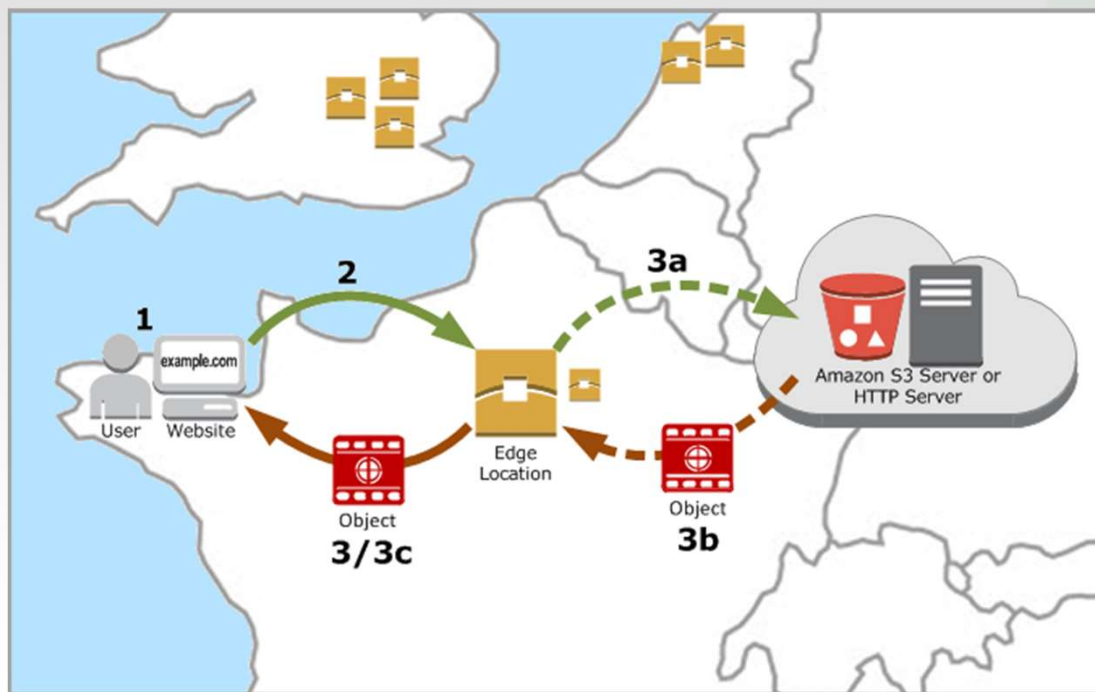 2
3a
1
example.com
User
Website
Edge
Location
Amazon S3 Server or
HTTP Server
Object
3/3c
Object
3b